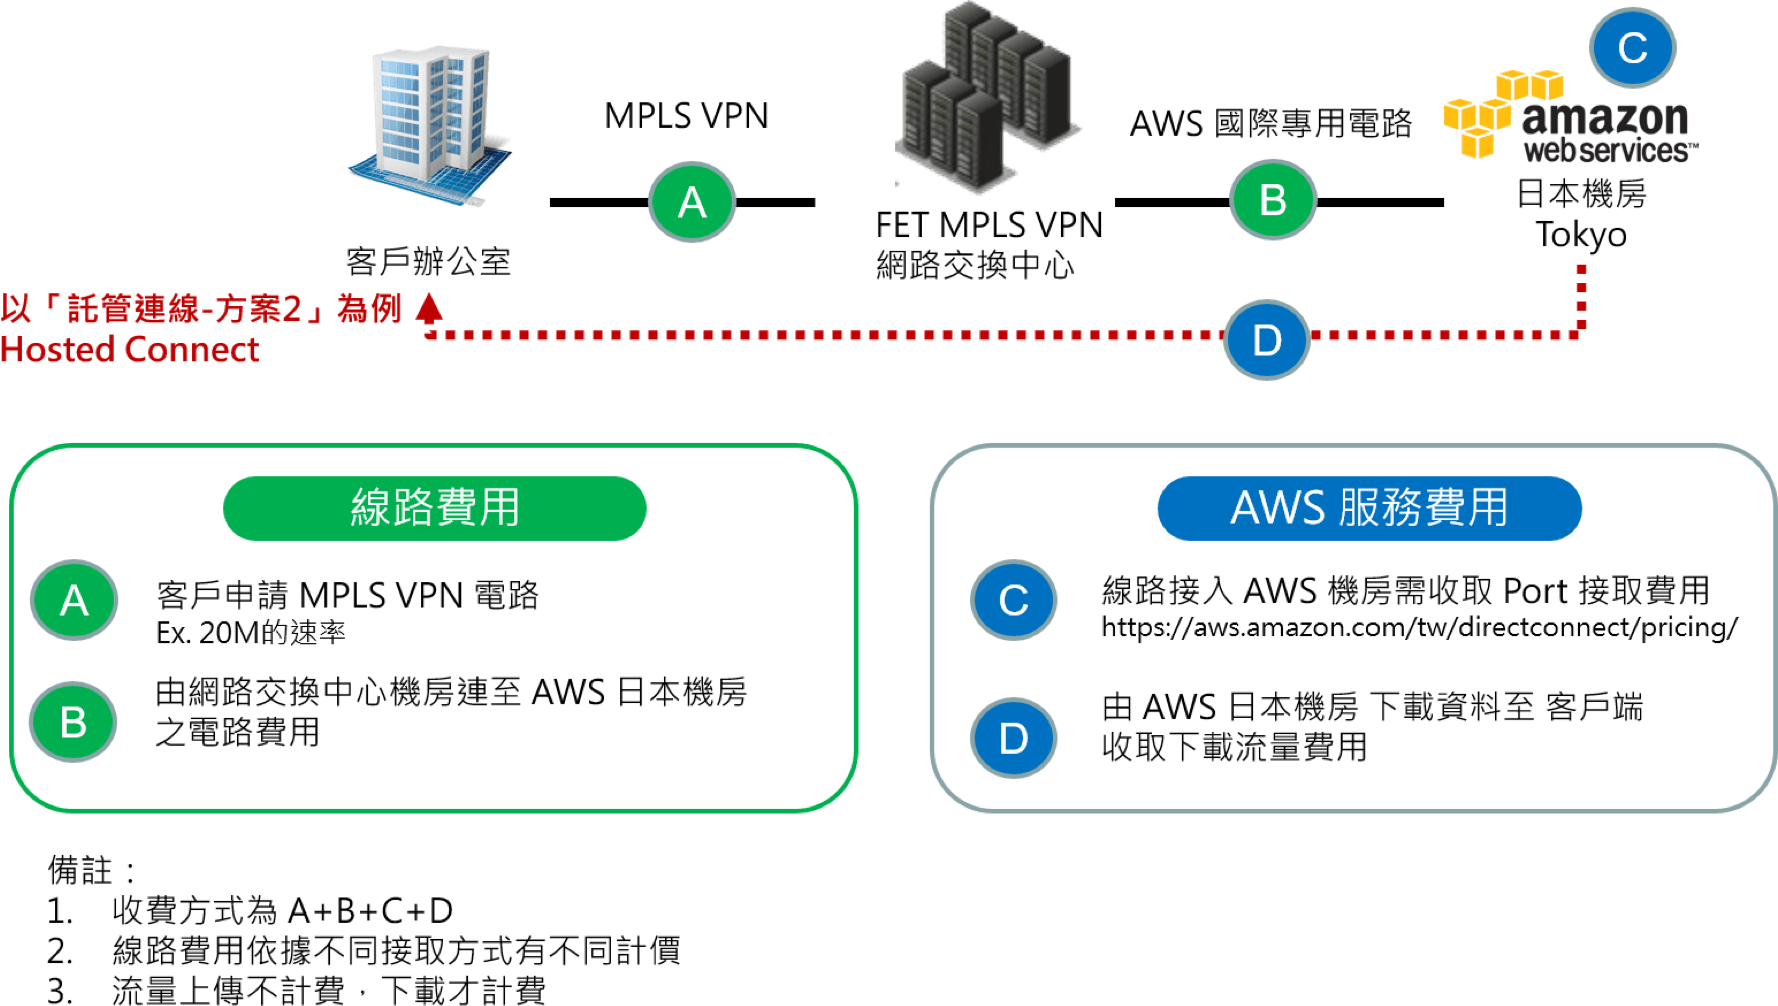 C
MPLS VPN
AWS 國際專用電路
amazon
web services™
A
B
日本機房
Tokyo
客戶辦公室
FET MPLS VPN
網路交換中心
以「託管連線-方案2」為例
Hosted Connect
D
線路費用
A
客戶申請 MPLS VPN 電路
Ex. 20M的速率
B
由網路交換中心機房連至 AWS 日本機房
之電路費用
AWS 服務費用
C
線路接入 AWS 機房需收取 Port 接取費用
https://aws.amazon.com/tw/directconnect/pricing/
D
由 AWS 日本機房 下載資料至 客戶端
收取下載流量費用
備註：
1. 收費方式為 A+B+C+D
2. 線路費用依據不同接取方式有不同計價
3. 流量上傳不計費，下載才計費